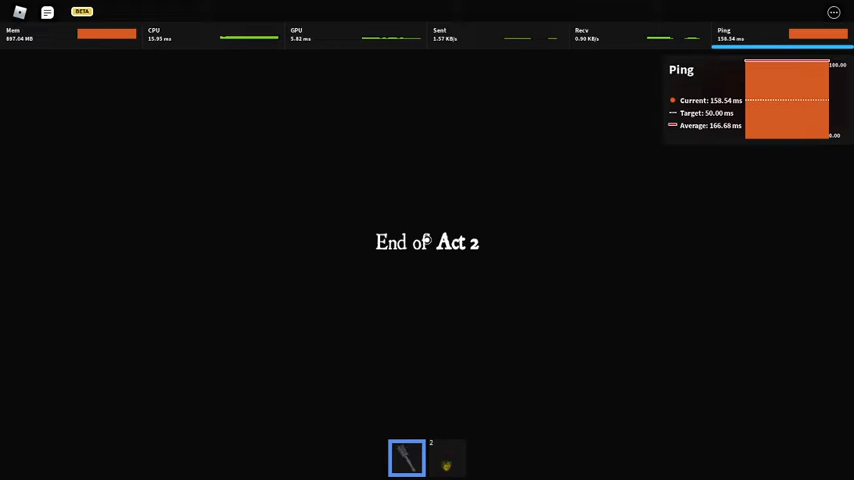 BETA
Mem
897.04 MB
CPU
15.95 ms
GPU
5.82 ms
Sent
1.57 KB/s
Recv
0.90 KB/s
Ping
158.54 ms
Ping
100.00
Current: 158.54 ms
Target: 50.00 ms
Average: 166.68 ms
0.00
End of Act 2
2